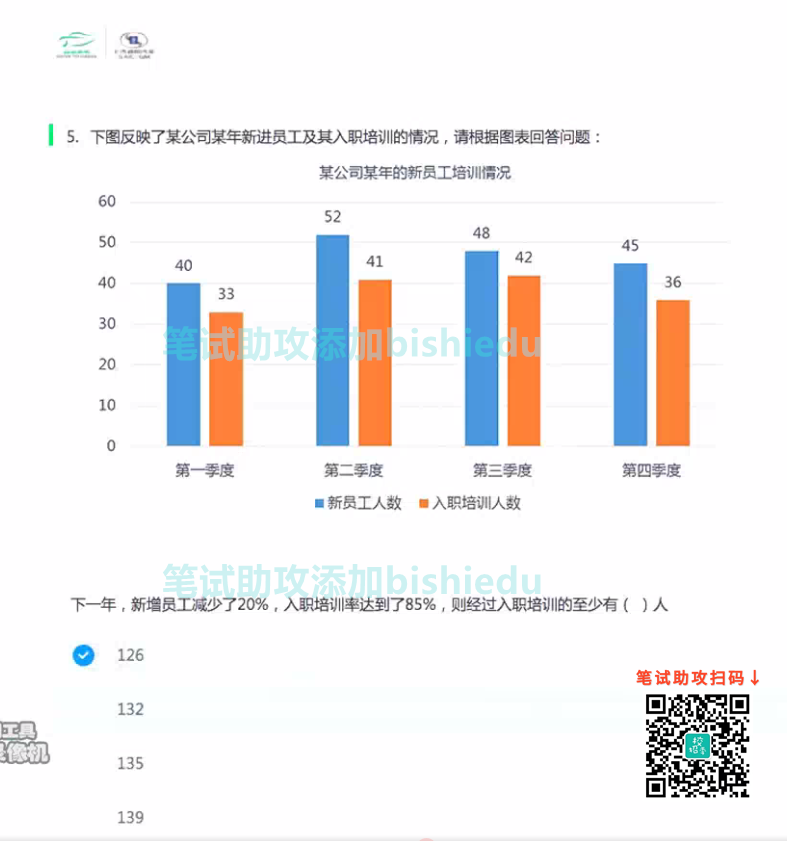 5. 下图反映了某公司某年新进员工及其入职培训的情况，请根据图表回答问题：
某公司某年的新员工培训情况
60
50
40
30
20
10
0
40
33
52
41
48
42
45
36
笔试助攻添加bishiedu
第一季度
第二季度
第三季度
第四季度
新员工人数
入职培训人数
笔试助攻添加bishiedu
下一年，新增员工减少了20%，入职培训率达到了85%，则经过入职培训的至少有（ ）人
126
132
135
139
笔试助攻扫码↓
工具
像机